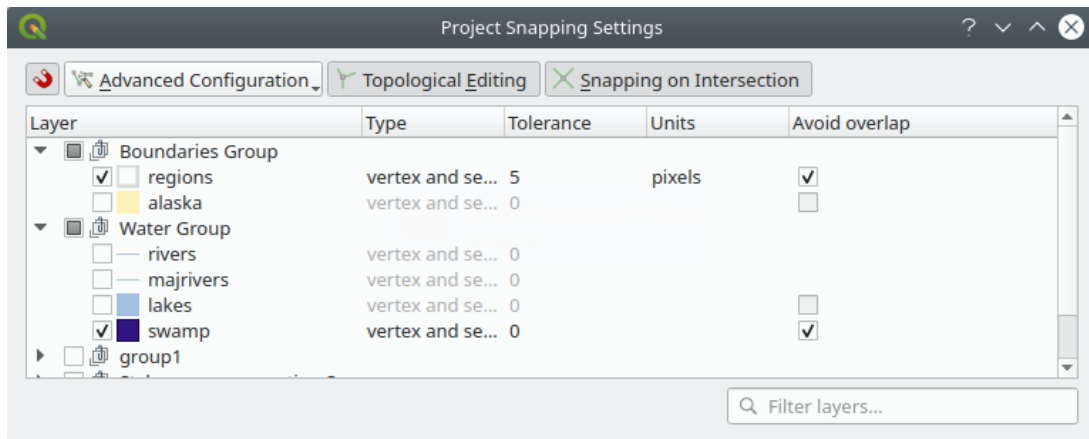 Project Snapping Settings ?
Advanced Configuration Topological Editing Snapping on Intersection
Layer Type Tolerance Units Avoid overlap
Boundaries Group
regions vertex and se... 5 pixels
alaska vertex and se... 0
Water Group
rivers vertex and se... 0
majrivers vertex and se... 0
lakes vertex and se... 0
swamp vertex and se... 0
group1
Filter layers...